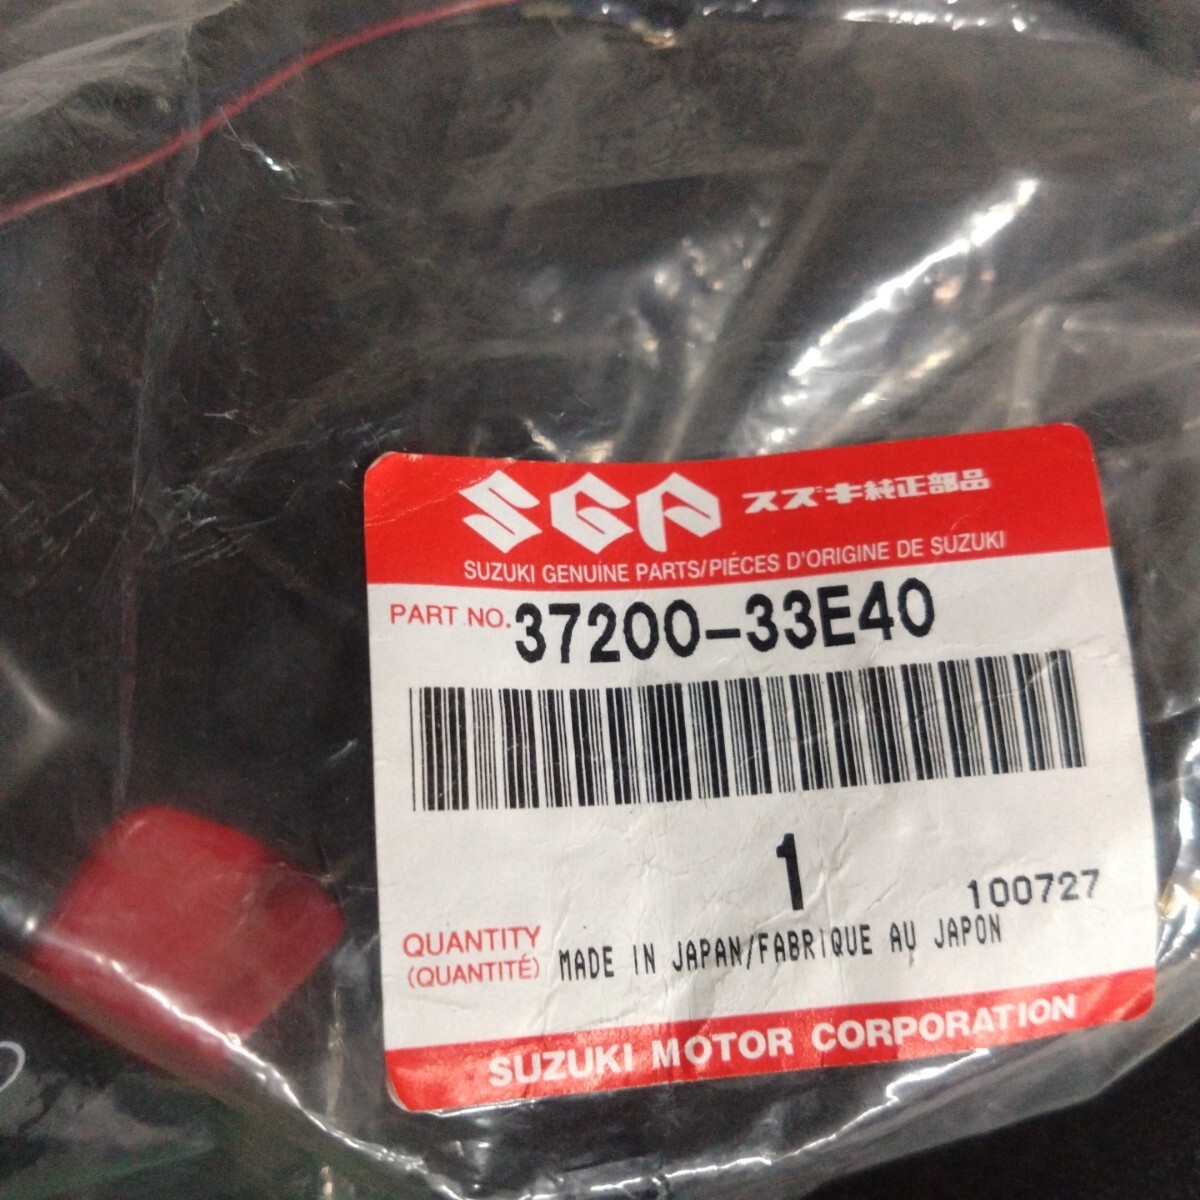 SGP スズキ純正部品
SUZUKI GENUINE PARTS/PIÈCES D'ORIGINE DE SUZUKI
PART NO. 37200-33E40
1
100727
QUANTITY
(QUANTITÉ)
MADE IN JAPAN/FABRIQUE AU JAPON
SUZUKI MOTOR CORPORATION